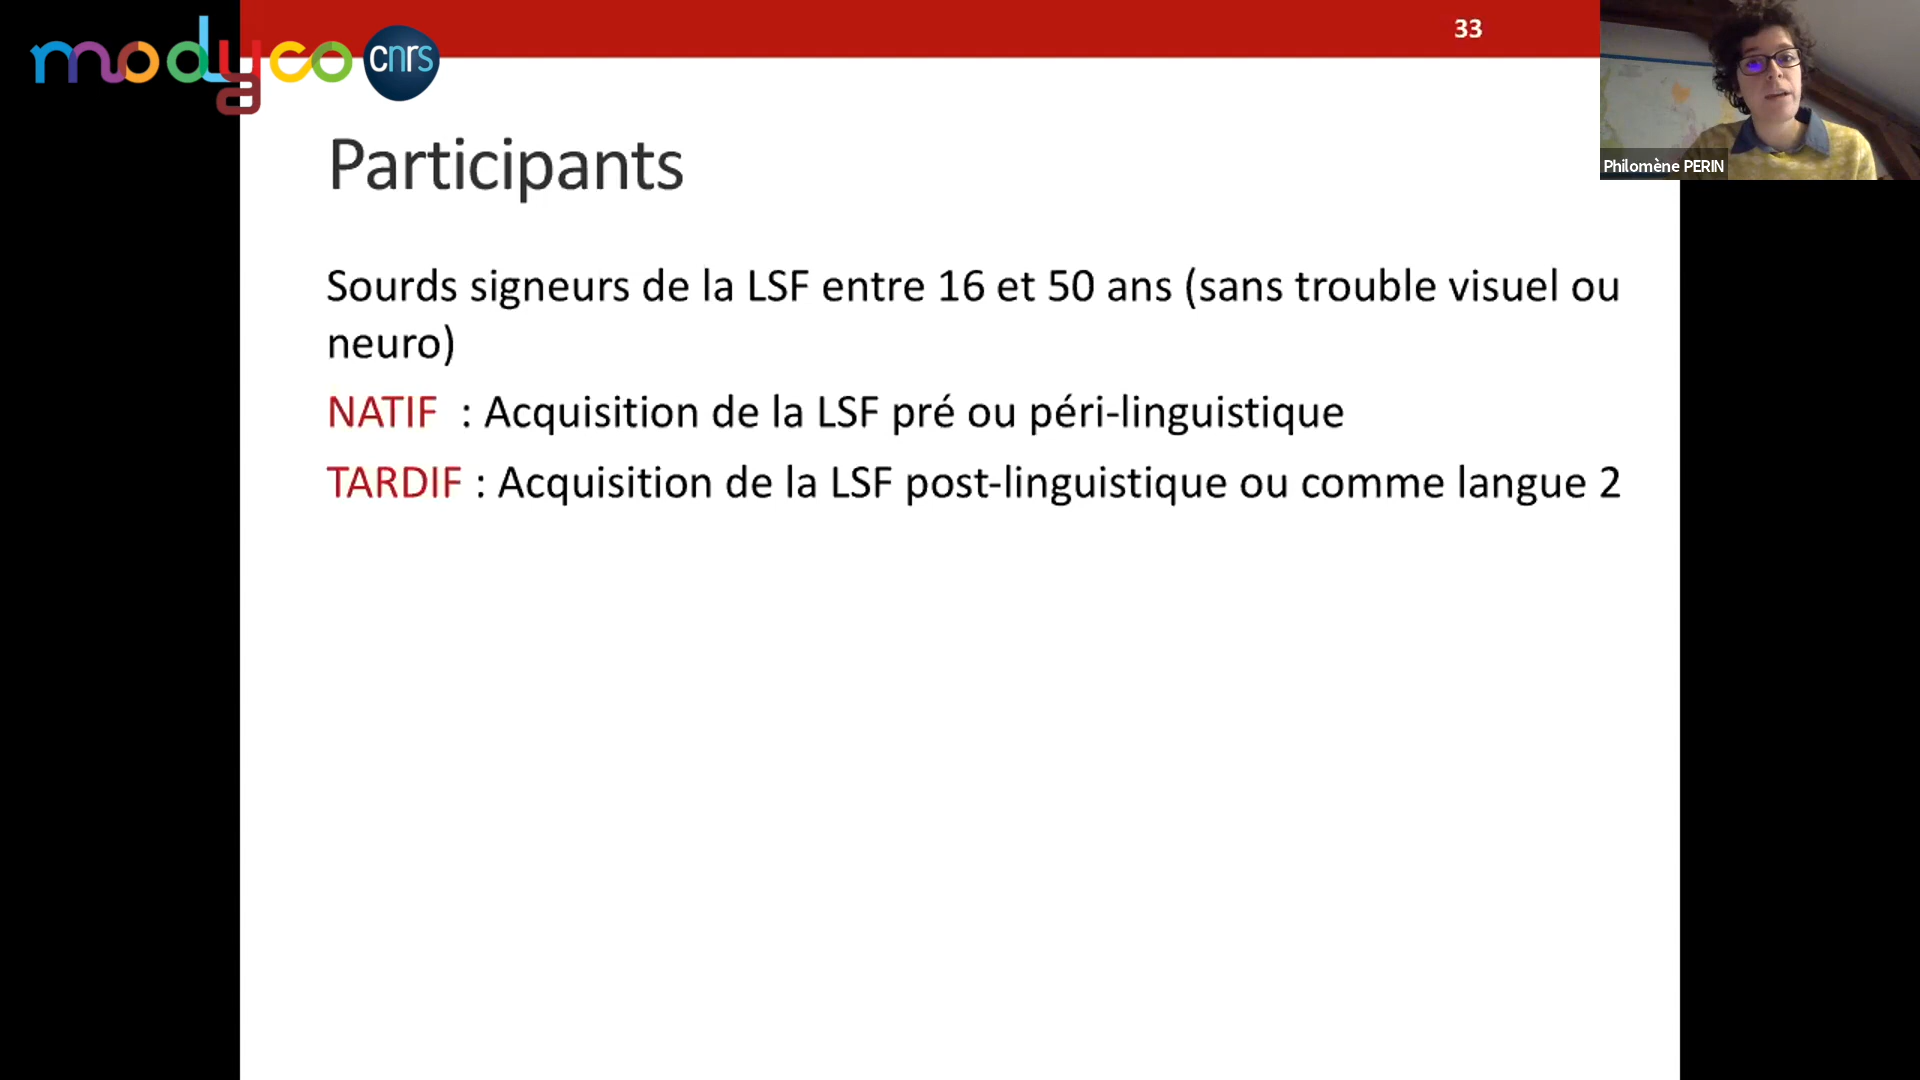 modyco
cnrs
33
Philomène PERIN
Participants
Sourds signeurs de la LSF entre 16 et 50 ans (sans trouble visuel ou
neuro)
NATIF : Acquisition de la LSF pré ou péri-linguistique
TARDIF : Acquisition de la LSF post-linguistique ou comme langue 2